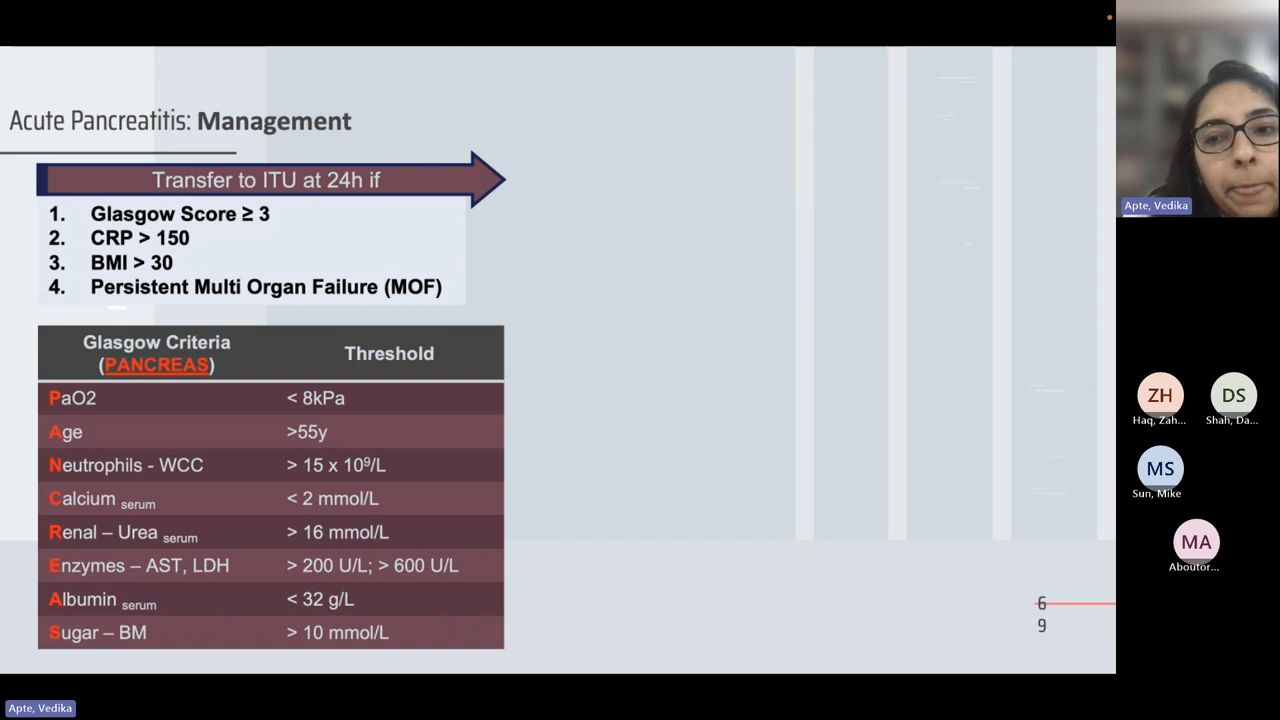 Acute Pancreatitis: Management
Transfer to ITU at 24h if
1. Glasgow Score ≥ 3
2. CRP > 150
3. BMI > 30
4. Persistent Multi Organ Failure (MOF)
Glasgow Criteria
(PANCREAS)
Threshold
PaO2 < 8kPa
Age >55y
Neutrophils - WCC > 15 x 10⁹/L
Calcium serum < 2 mmol/L
Renal – Urea serum > 16 mmol/L
Enzymes – AST, LDH > 200 U/L; > 600 U/L
Albumin serum < 32 g/L
Sugar – BM > 10 mmol/L
6
9
Apte, Vedika
ZH
Haq, Zah...
DS
Shah, Da...
MS
Sun, Mike
MA
Aboutor...
Apte, Vedika